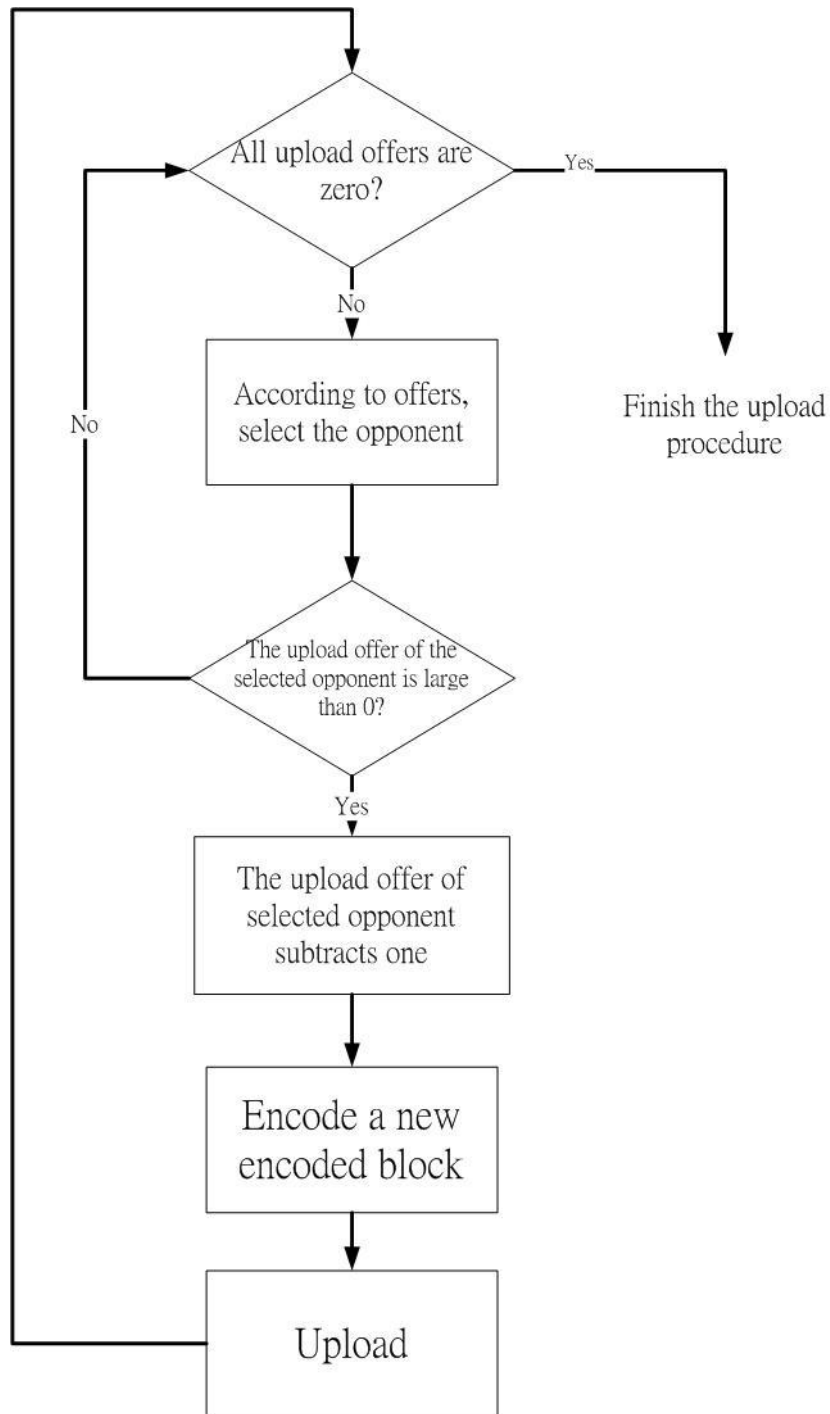 All upload offers are
zero?
Yes
No
According to offers,
select the opponent
Finish the upload
procedure
No
The upload offer of the
selected opponent is large
than 0?
Yes
The upload offer of
selected opponent
subtracts one
Encode a new
encoded block
Upload